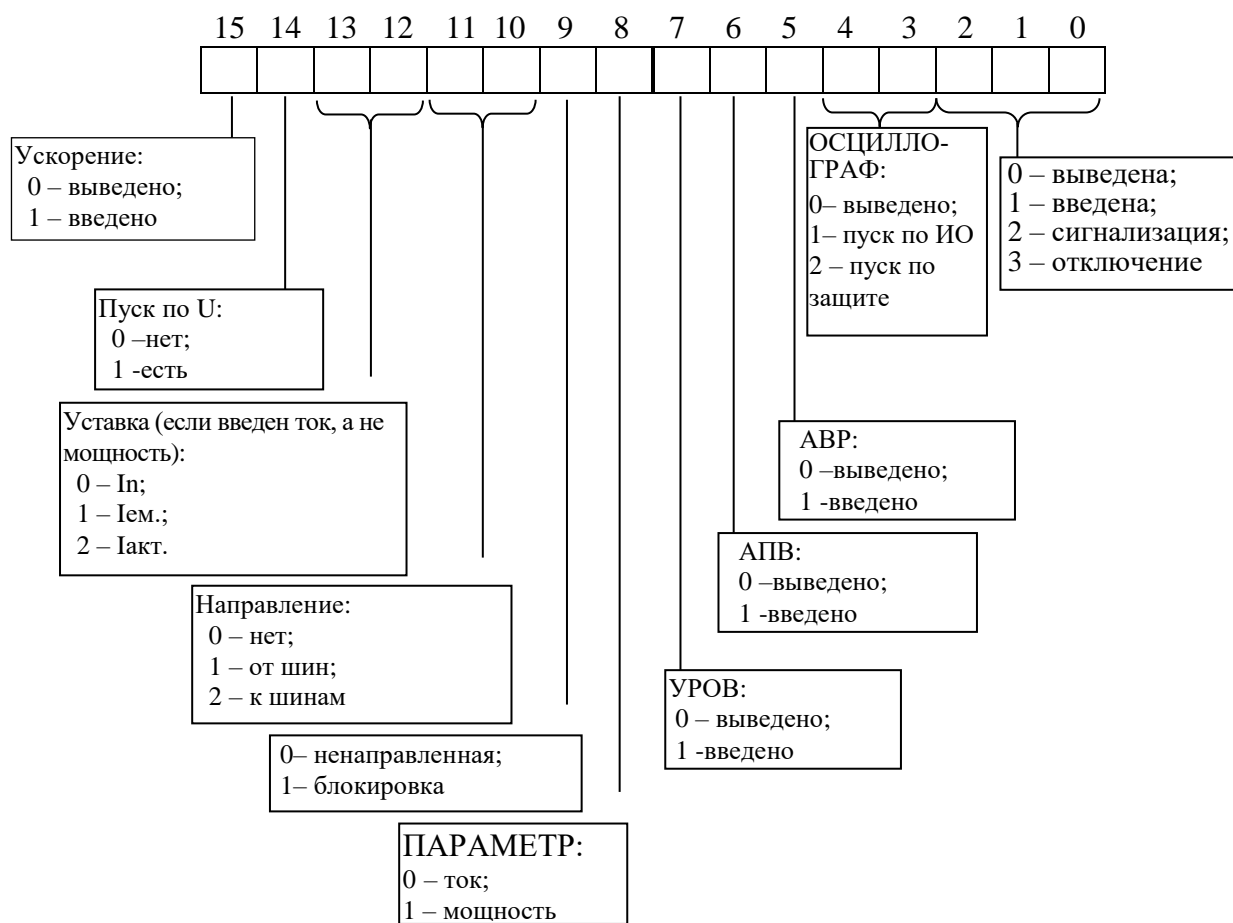 15 14 13 12 11 10 9 8 7 6 5 4 3 2 1 0
Ускорение:
0 – выведено;
1 – введено
ОСЦИЛЛО-
ГРАФ:
0– выведено;
1– пуск по ИО
2 – пуск по
защите
0 – выведена;
1 – введена;
2 – сигнализация;
3 – отключение
Пуск по U:
0 –нет;
1 -есть
Уставка (если введен ток, а не
мощность):
0 – In;
1 – Iем.;
2 – Iакт.
АВР:
0 –выведено;
1 -введено
АПВ:
0 –выведено;
1 -введено
Направление:
0 – нет;
1 – от шин;
2 – к шинам
УРОВ:
0 – выведено;
1 -введено
0– ненаправленная;
1– блокировка
ПАРАМЕТР:
0 – ток;
1 – мощность